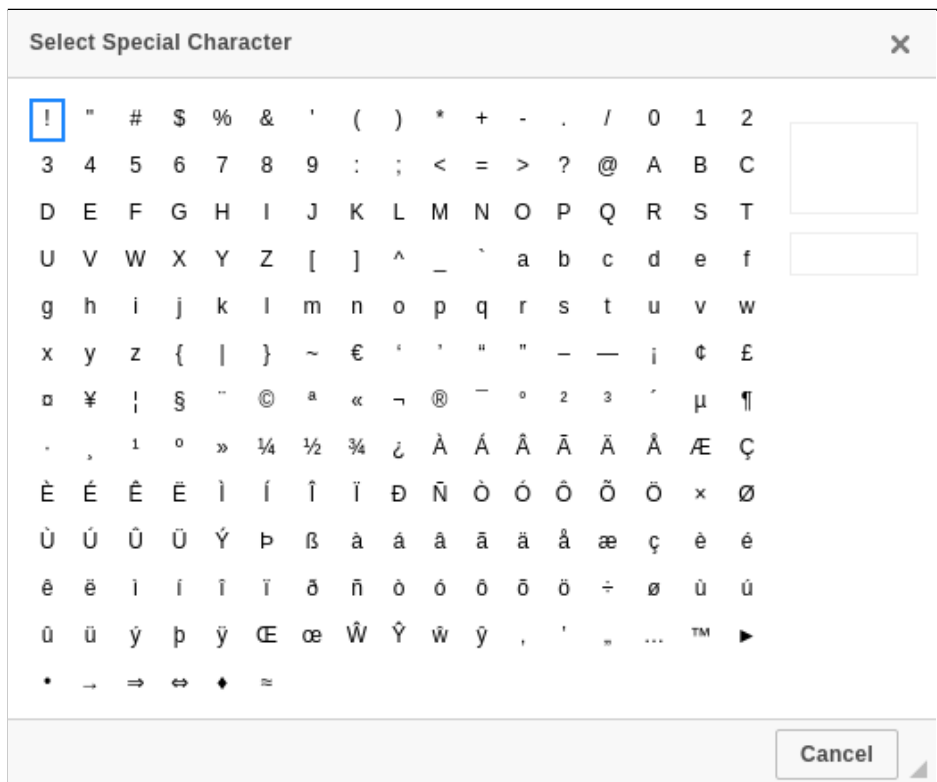 Select Special Character ×
! " # $ % & ' ( ) * + - . / 0 1 2
3 4 5 6 7 8 9 : ; < = > ? @ A B C
D E F G H I J K L M N O P Q R S T
U V W X Y Z [ ] ^ _ ` a b c d e f
g h i j k l m n o p q r s t u v w
x y z { | } ~ € ‘ ’ “ ” – — ¡ ¢ £
¤ ¥ ¦ § ¨ © ª « ¬ ® ¯ ° ² ³ ´ µ ¶
· ¸ ¹ º » ¼ ½ ¾ ¿ À Á Â Ã Ä Å Æ Ç
È É Ê Ë Ì Í Î Ï Ð Ñ Ò Ó Ô Õ Ö × Ø
Ù Ú Û Ü Ý Þ ß à á â ã ä å æ ç è é
ê ë ì í î ï ð ñ ò ó ô õ ö ÷ ø ù ú
û ü ý þ ÿ Œ œ Ŵ Ŷ ŵ ŷ ‚ ‛ „ … ™ ►
• → ⇒ ⇔ ♦ ≈
Cancel